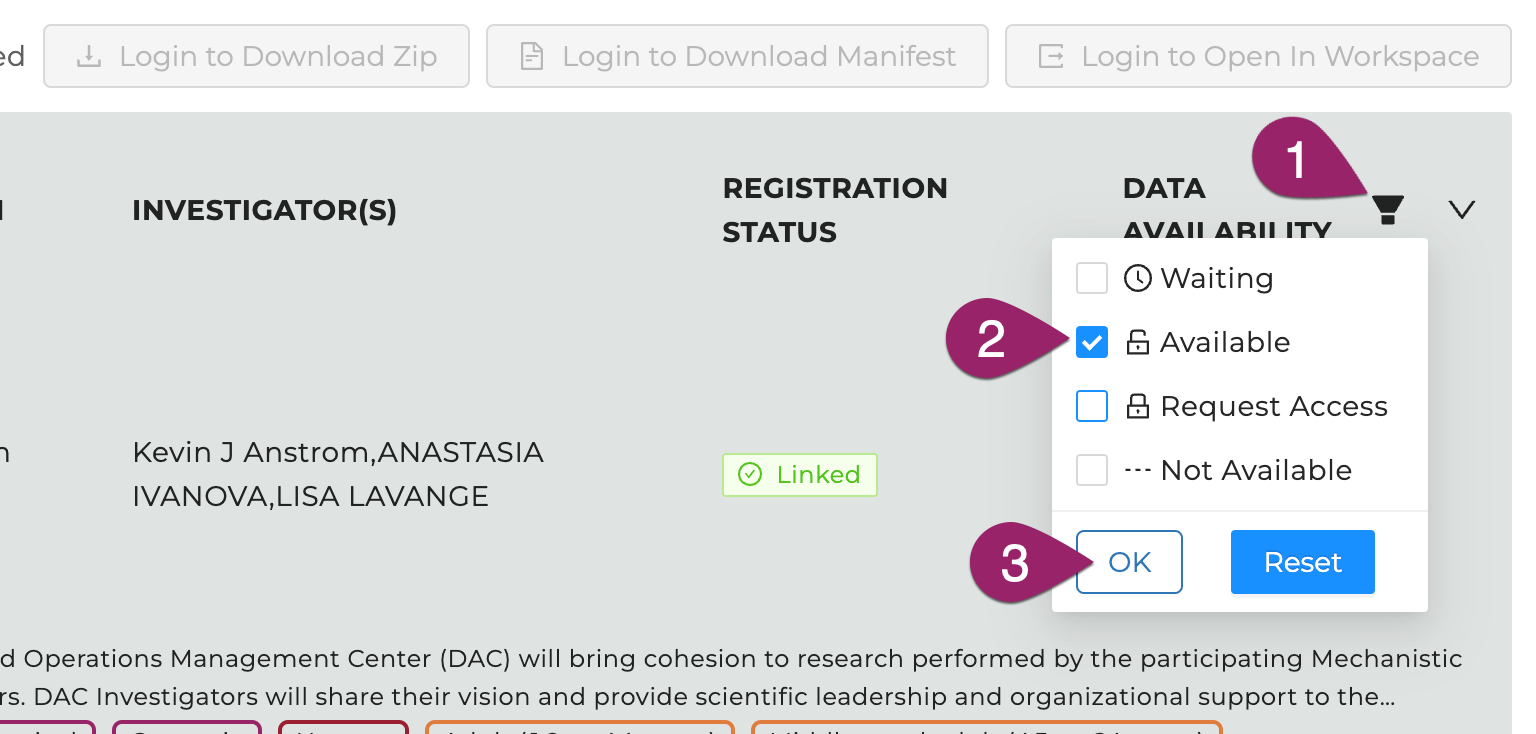 ed
Login to Download Zip
Login to Download Manifest
Login to Open In Workspace
INVESTIGATOR(S)
REGISTRATION
STATUS
DATA
AVAILABILITY
1
Waiting
2
Available
Request Access
--- Not Available
Kevin J Anstrom,ANASTASIA
IVANOVA,LISA LAVANGE
Linked
3
OK
Reset
d Operations Management Center (DAC) will bring cohesion to research performed by the participating Mechanistic
rs. DAC Investigators will share their vision and provide scientific leadership and organizational support to the...